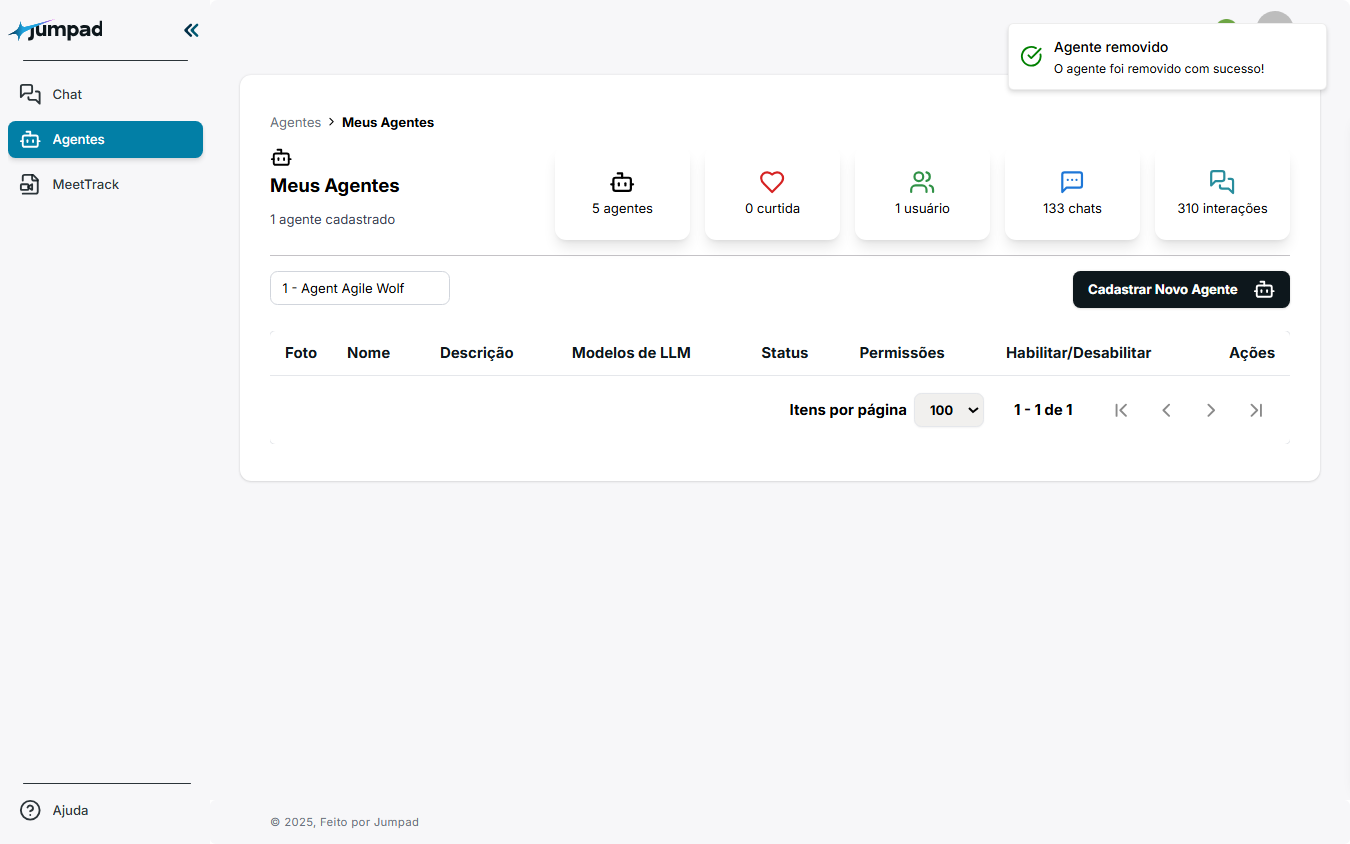 jumpad
Chat
Agentes
MeetTrack
Agente removido
O agente foi removido com sucesso!
Agentes > Meus Agentes
Meus Agentes
1 agente cadastrado
5 agentes
0 curtida
1 usuário
133 chats
310 interações
1 - Agent Agile Wolf
Cadastrar Novo Agente
Foto Nome Descrição Modelos de LLM Status Permissões Habilitar/Desabilitar Ações
Itens por página 100 1 - 1 de 1
Ajuda
© 2025, Feito por Jumpad